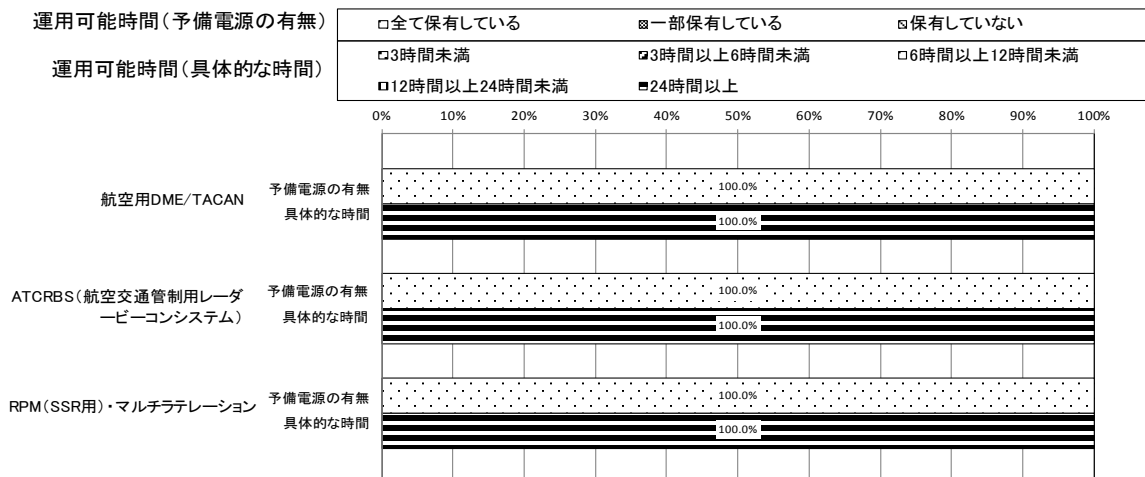 運用可能時間(予備電源の有無) 全て保有している 一部保有している 保有していない
運用可能時間(具体的な時間) 3時間未満 3時間以上6時間未満 6時間以上12時間未満
12時間以上24時間未満 24時間以上
0% 10% 20% 30% 40% 50% 60% 70% 80% 90% 100%
航空用DME/TACAN
予備電源の有無 100.0%
具体的な時間 100.0%
ATCRBS(航空交通管制用レーダ
ービーコンシステム)
予備電源の有無 100.0%
具体的な時間 100.0%
RPM(SSR用)・マルチラテレーション
予備電源の有無 100.0%
具体的な時間 100.0%